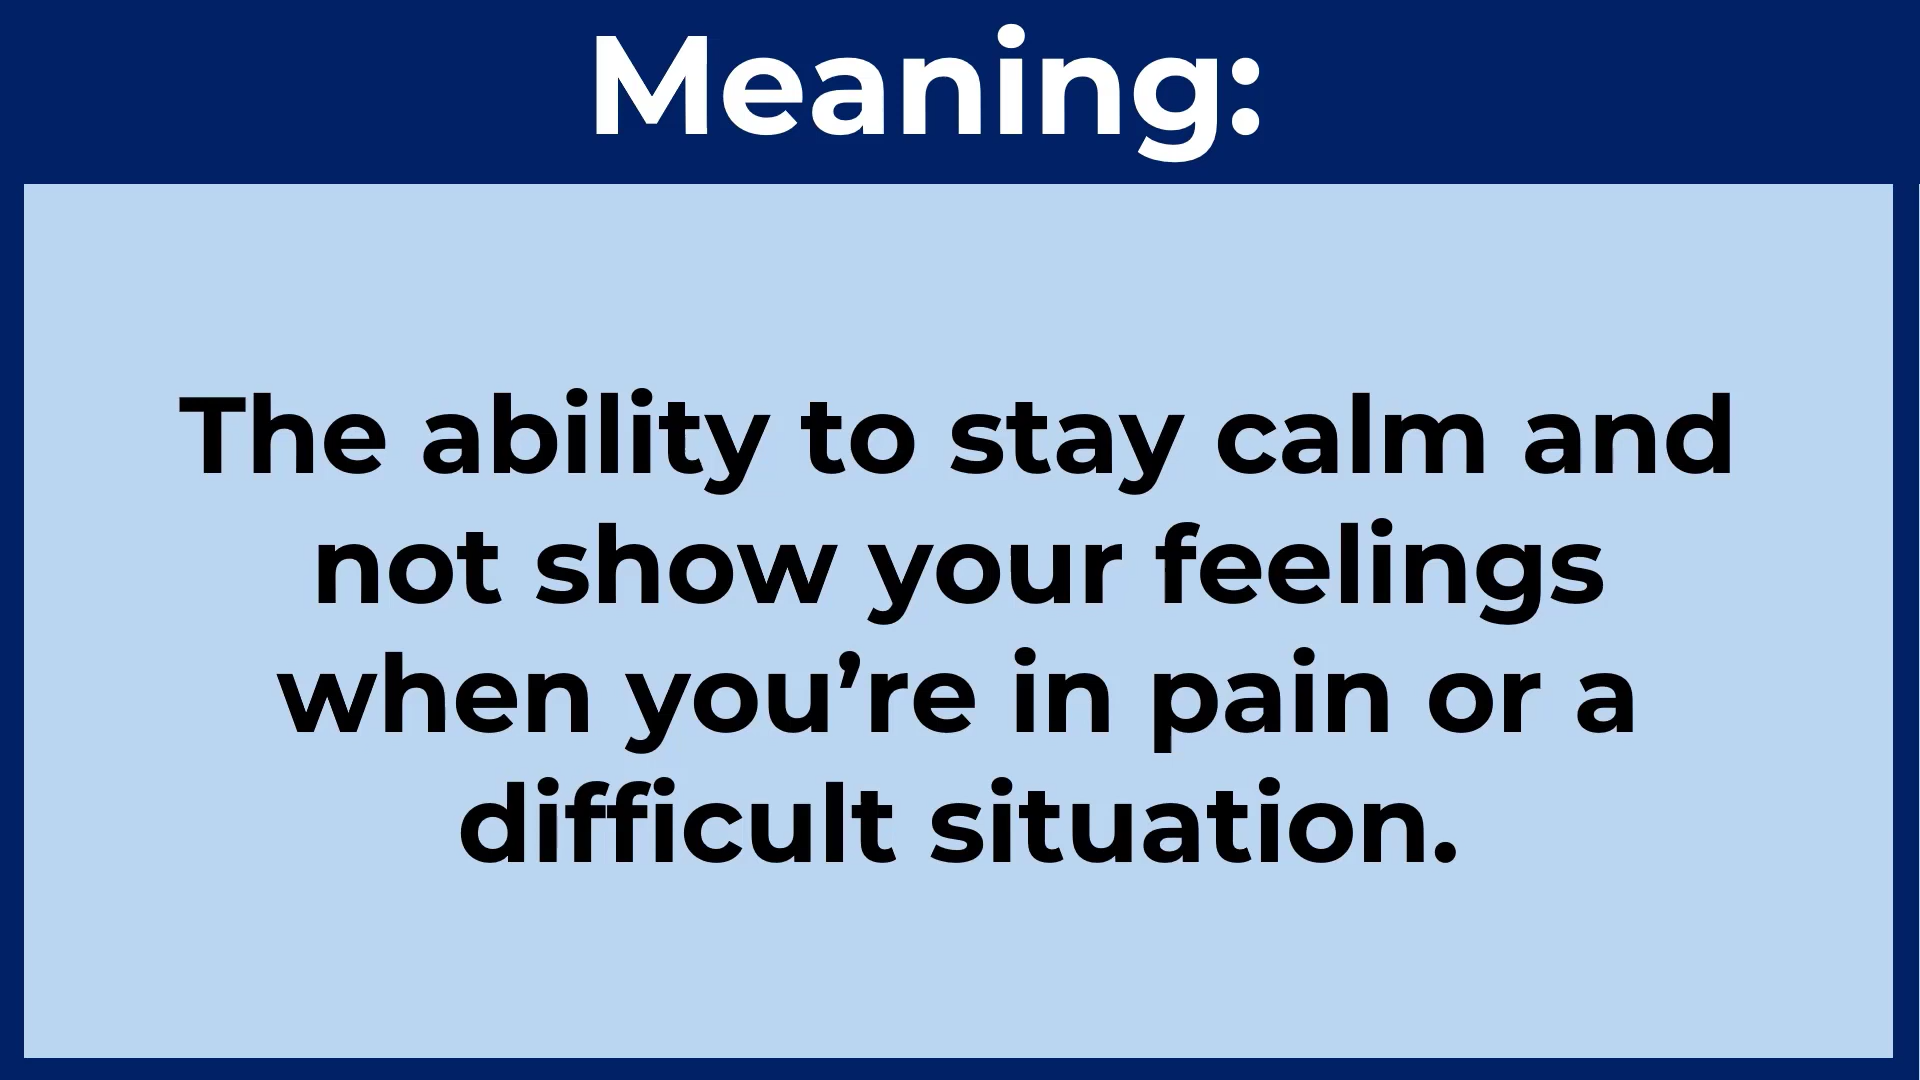 Meaning:
The ability to stay calm and
not show your feelings
when you’re in pain or a
difficult situation.